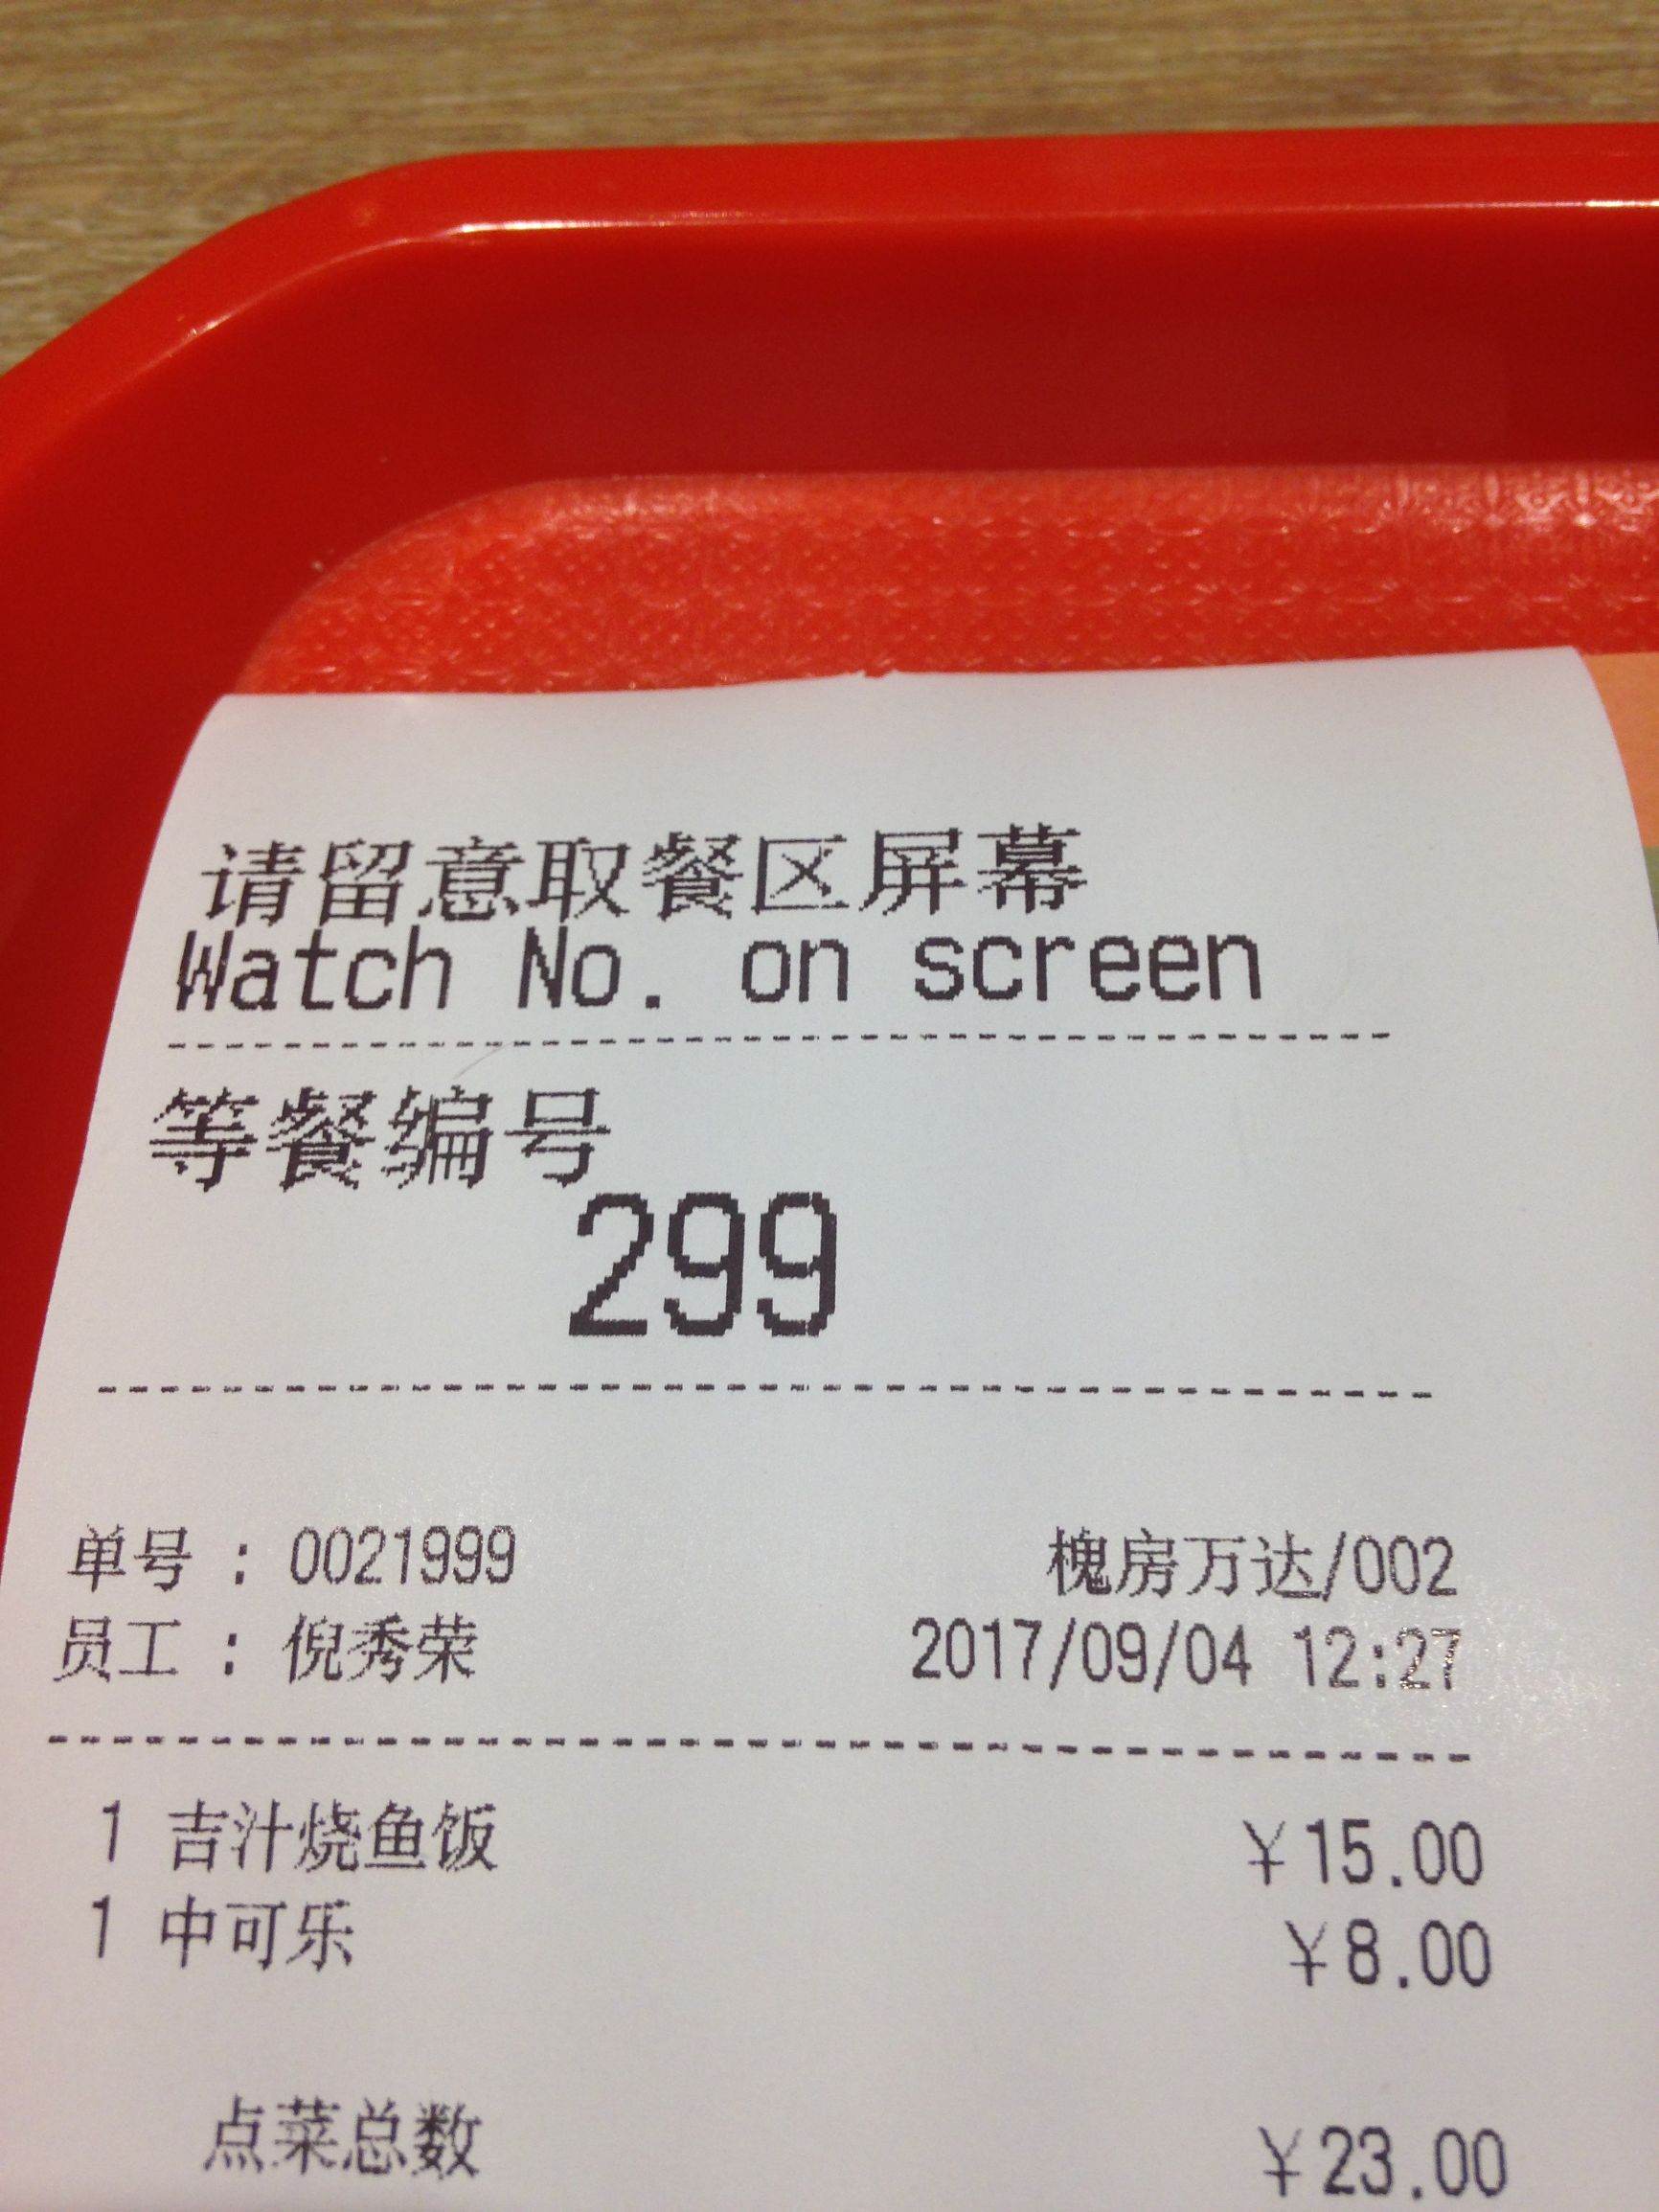 请留意取餐区屏幕
Watch No. on screen
等餐编号
299
单号 : 0021999 槐房万达/002
员工 : 倪秀荣 2017/09/04 12:27
1 吉汁烧鱼饭 ¥15.00
1 中可乐 ¥8.00
点菜总数 ¥23.00